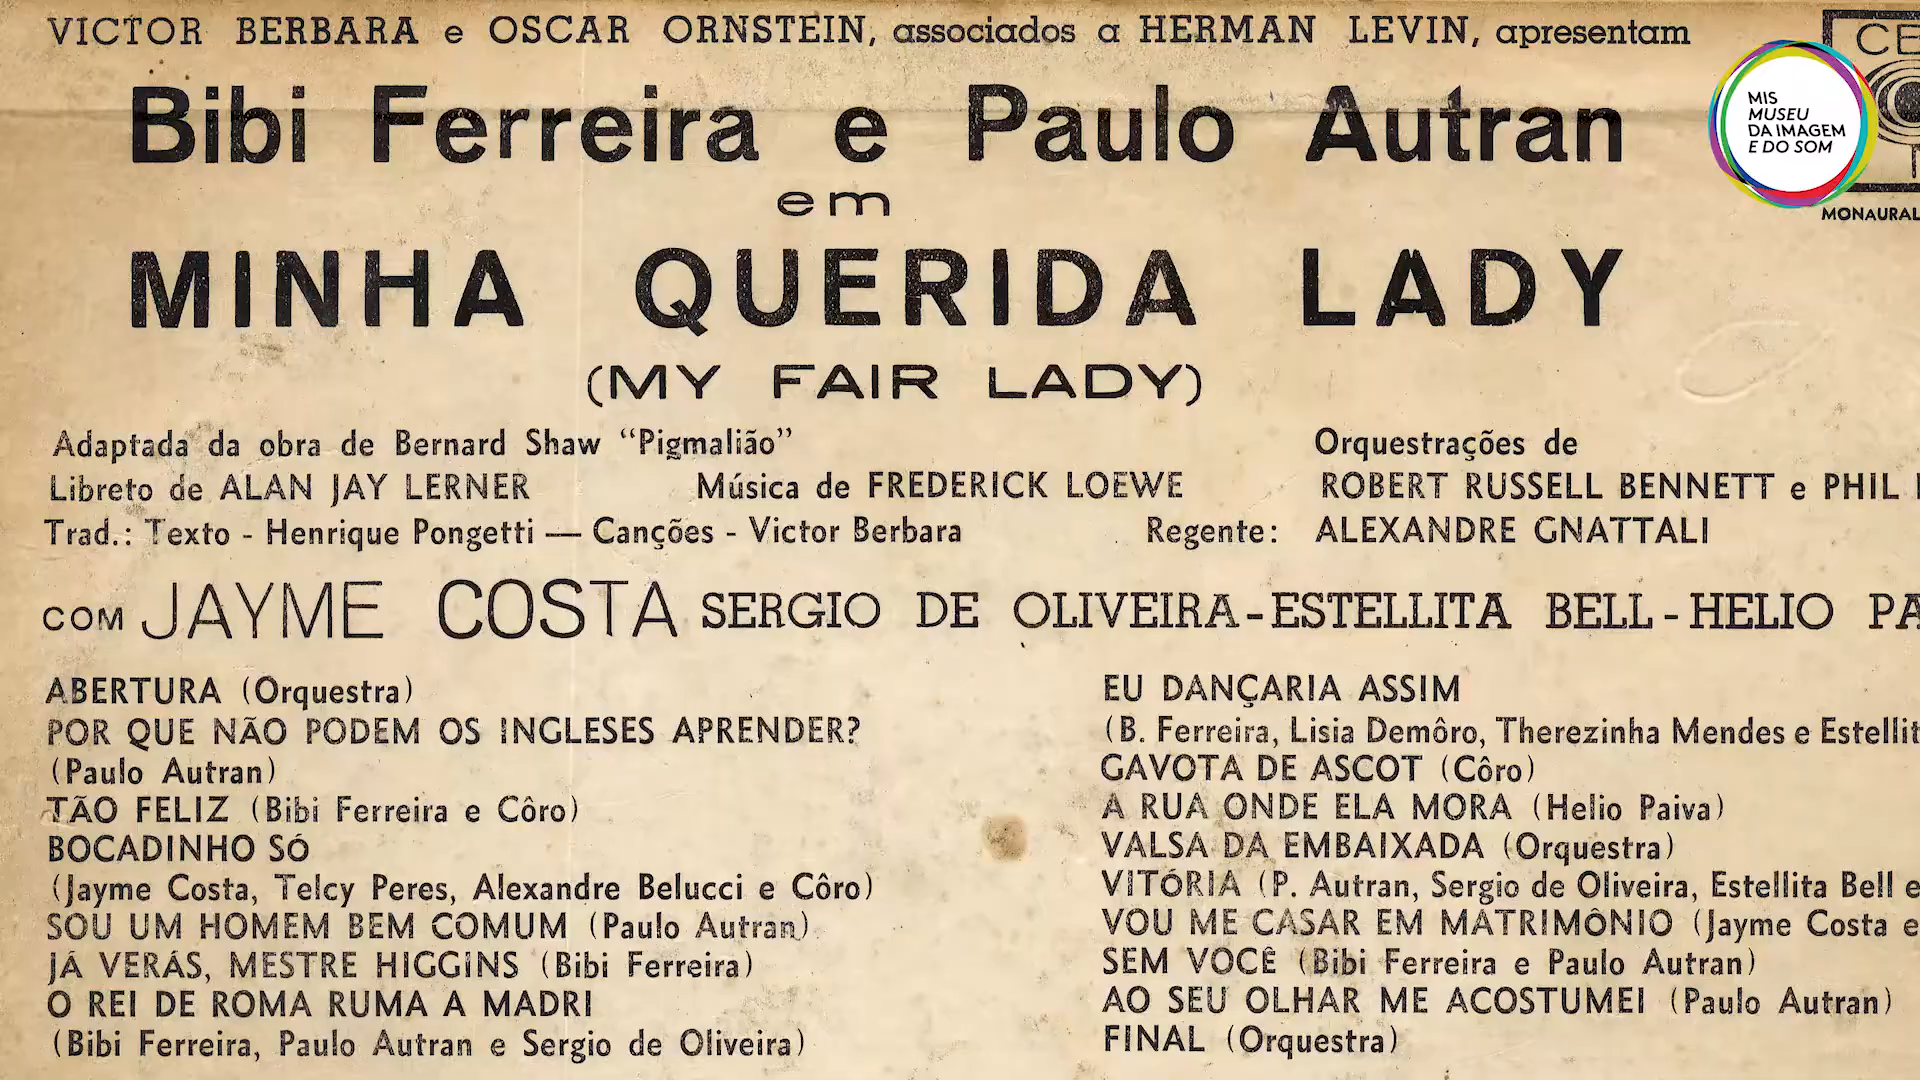 VICTOR BERBARA e OSCAR ORNSTEIN, associados a HERMAN LEVIN, apresentam
Bibi Ferreira e Paulo Autran
em
MINHA QUERIDA LADY
(MY FAIR LADY)
MIS
MUSEU
DA IMAGEM
E DO SOM
MONAURAL
Adaptada da obra de Bernard Shaw “Pigmalião”
Libreto de ALAN JAY LERNER Música de FREDERICK LOEWE
Trad.: Texto - Henrique Pongetti — Canções - Victor Berbara
Orquestrações de
ROBERT RUSSELL BENNETT e PHIL
Regente: ALEXANDRE GNATTALI
COM JAYME COSTA SERGIO DE OLIVEIRA-ESTELLITA BELL-HELIO PA
ABERTURA (Orquestra)
POR QUE NÃO PODEM OS INGLESES APRENDER?
(Paulo Autran)
TÃO FELIZ (Bibi Ferreira e Côro)
BOCADINHO SÓ
(Jayme Costa, Telcy Peres, Alexandre Belucci e Côro)
SOU UM HOMEM BEM COMUM (Paulo Autran)
JÁ VERÁS, MESTRE HIGGINS (Bibi Ferreira)
O REI DE ROMA RUMA A MADRI
(Bibi Ferreira, Paulo Autran e Sergio de Oliveira)
EU DANÇARIA ASSIM
(B. Ferreira, Lisia Demôro, Therezinha Mendes e Estellit
GAVOTA DE ASCOT (Côro)
A RUA ONDE ELA MORA (Helio Paiva)
VALSA DA EMBAIXADA (Orquestra)
VITÓRIA (P. Autran, Sergio de Oliveira, Estellita Bell e
VOU ME CASAR EM MATRIMÔNIO (Jayme Costa e
SEM VOCÊ (Bibi Ferreira e Paulo Autran)
AO SEU OLHAR ME ACOSTUMEI (Paulo Autran)
FINAL (Orquestra)